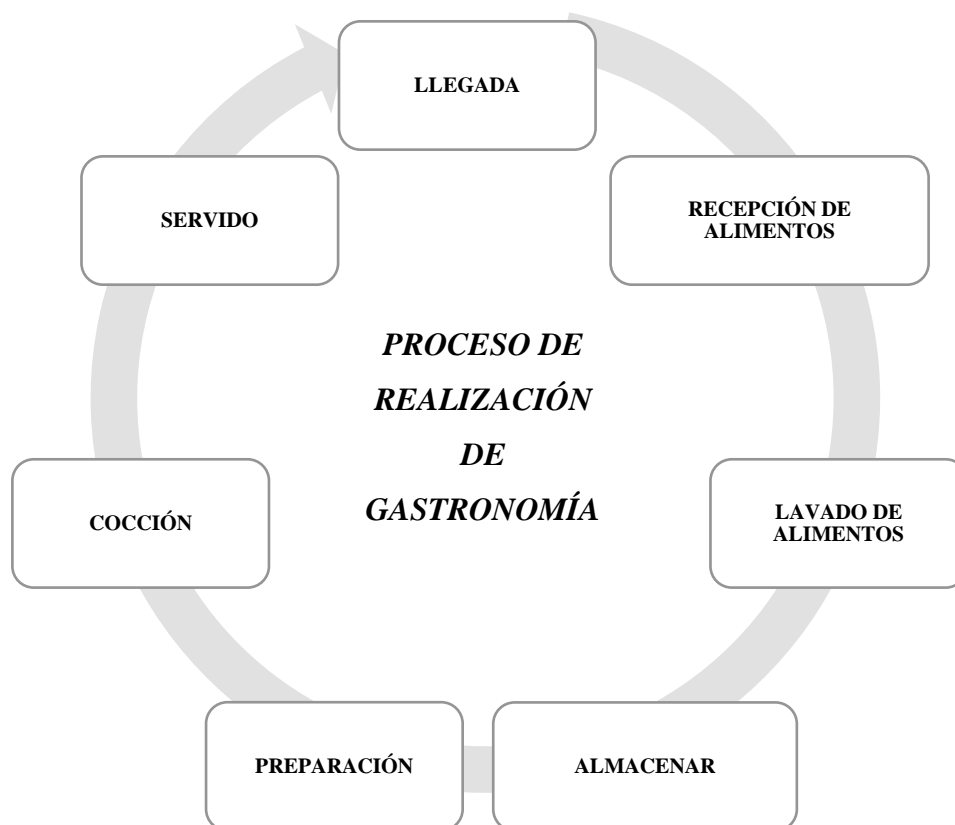 LLEGADA
RECEPCIÓN DE
ALIMENTOS
LAVADO DE
ALIMENTOS
ALMACENAR
PREPARACIÓN
COCCIÓN
SERVIDO
PROCESO DE
REALIZACIÓN
DE
GASTRONOMÍA